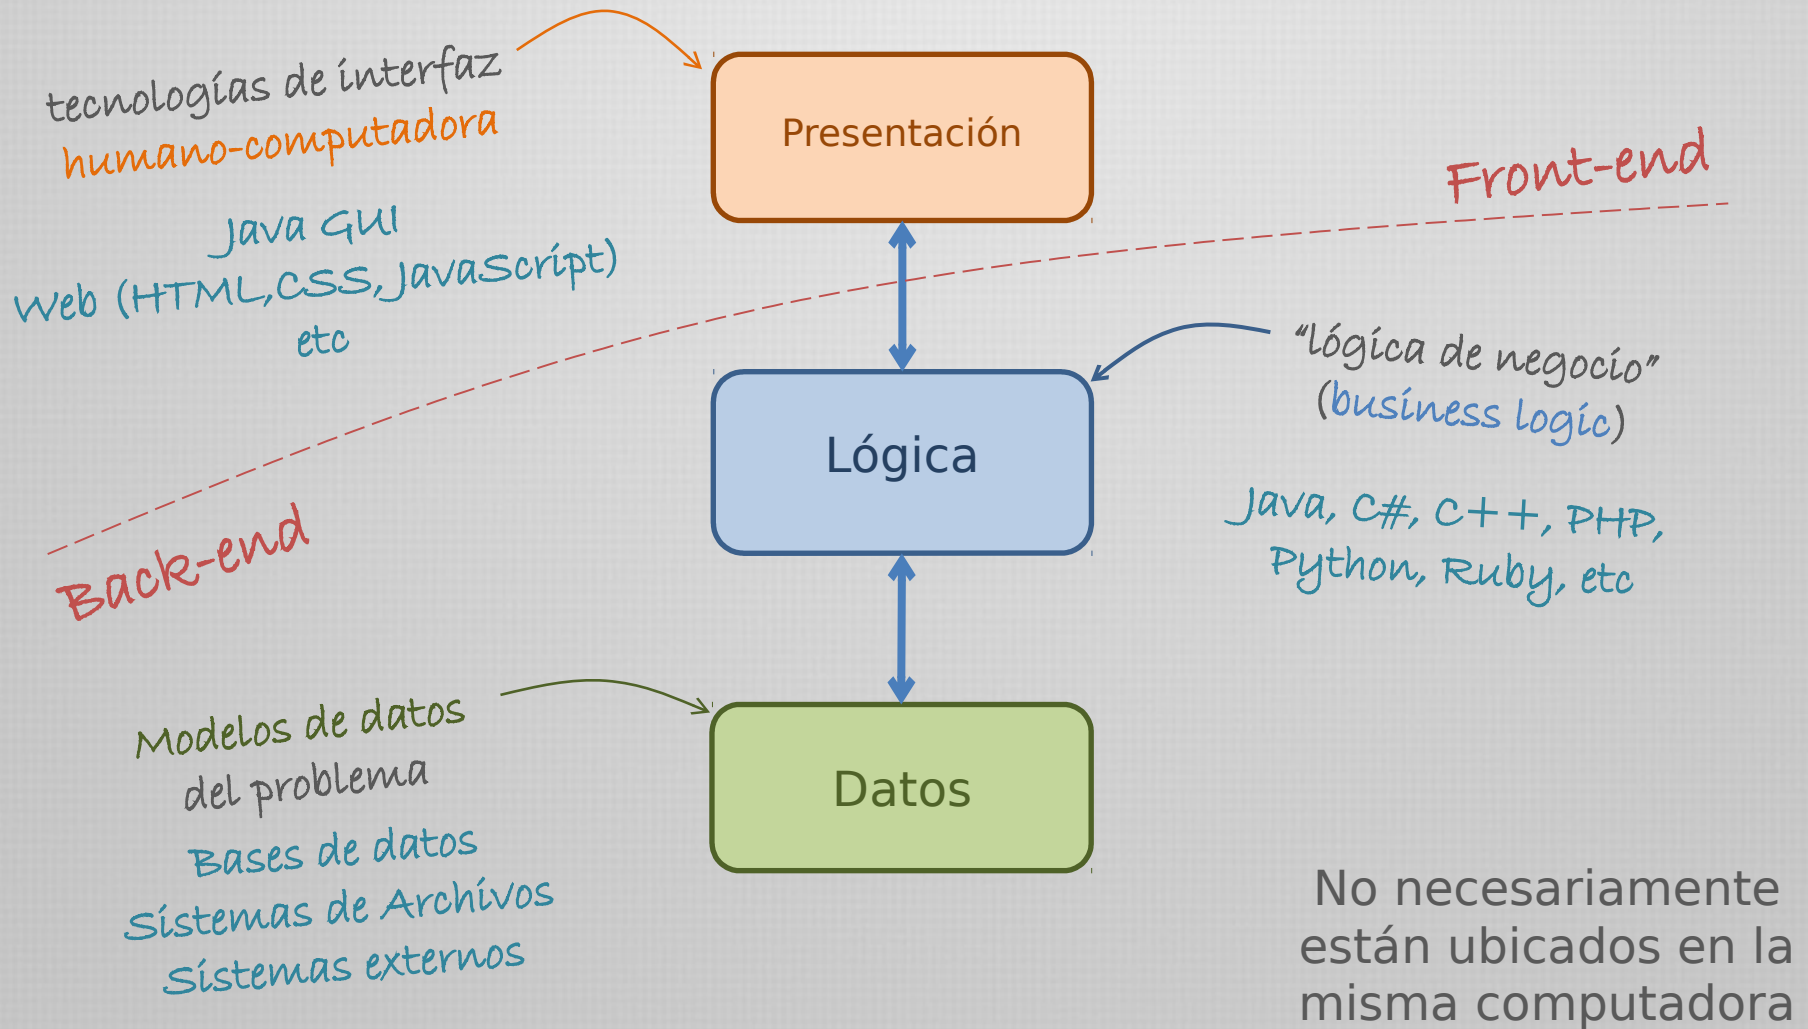 tecnologías de interfaz
humano-computadora
Java GUI
Web (HTML,CSS,JavaScript)
etc
Presentación
Front-end
Back-end
Lógica
"lógica de negocio"
(business logic)
Java, C#, C++, PHP,
Python, Ruby, etc
Modelos de datos
del problema
Bases de datos
Sistemas de Archivos
Sistemas externos
Datos
No necesariamente
están ubicados en la
misma computadora